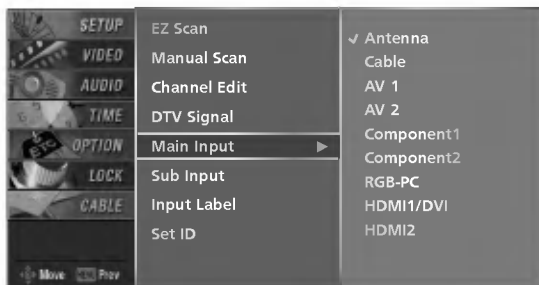 SETUP
VIDEO
AUDIO
TIME
OPTION
LOCK
CABLE
Move Prev
EZ Scan
Manual Scan
Channel Edit
DTV Signal
Main Input ▶
Sub Input
Input Label
Set ID
✓ Antenna
Cable
AV 1
AV 2
Component1
Component2
RGB-PC
HDMI1/DVI
HDMI2